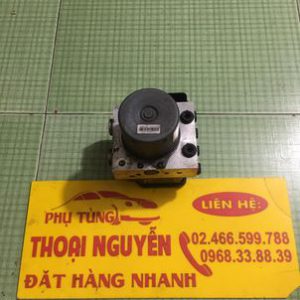 PHỤ TÙNG
LIÊN HỆ:
THOẠI NGUYỄN
02.466.599.788
0968.33.88.39
ĐẶT HÀNG NHANH